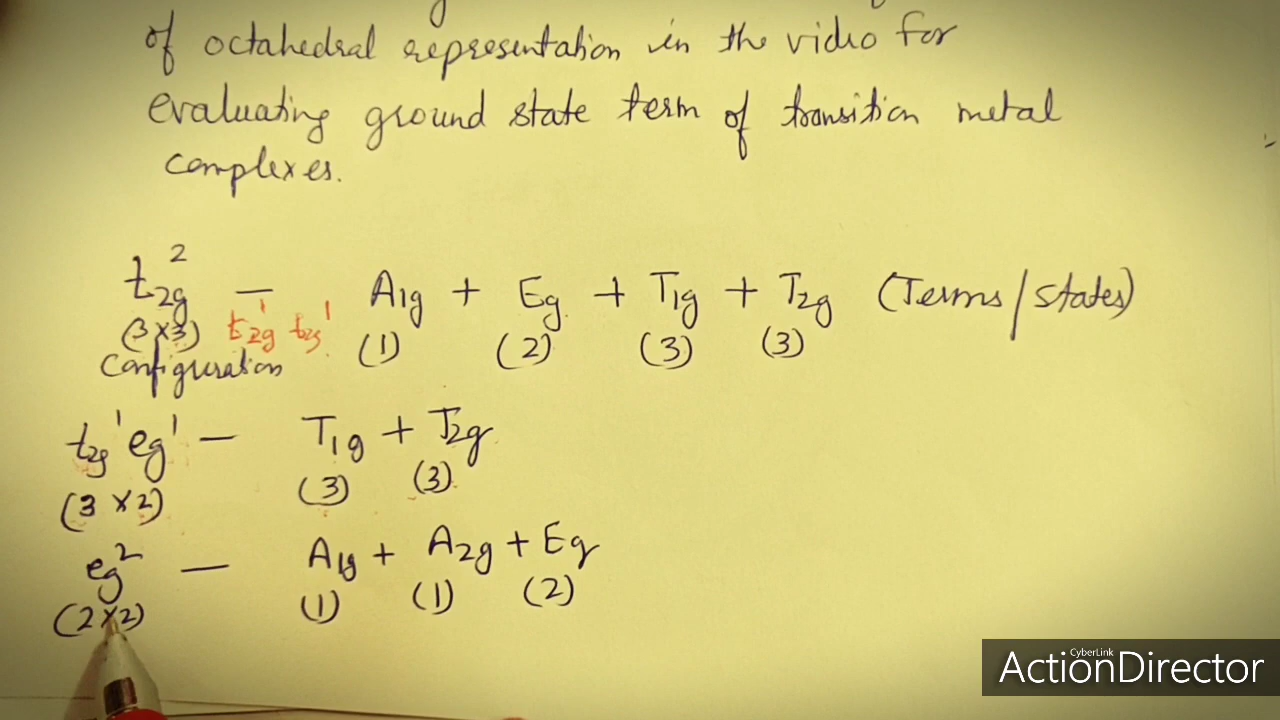 of octahedral representation in the video for
evaluating ground state term of transition metal
complexes.
t₂g² — A₁g + Eg + T₁g + T₂g (Terms/states)
(3×3) t₂g¹ t₂g¹ (1) (2) (3) (3)
Configuration
t₂g¹ eg¹ — T₁g + T₂g
(3×2) (3) (3)
eg² — A₁g + A₂g + Eg
(2×2) (1) (1) (2)
CyberLink
ActionDirector